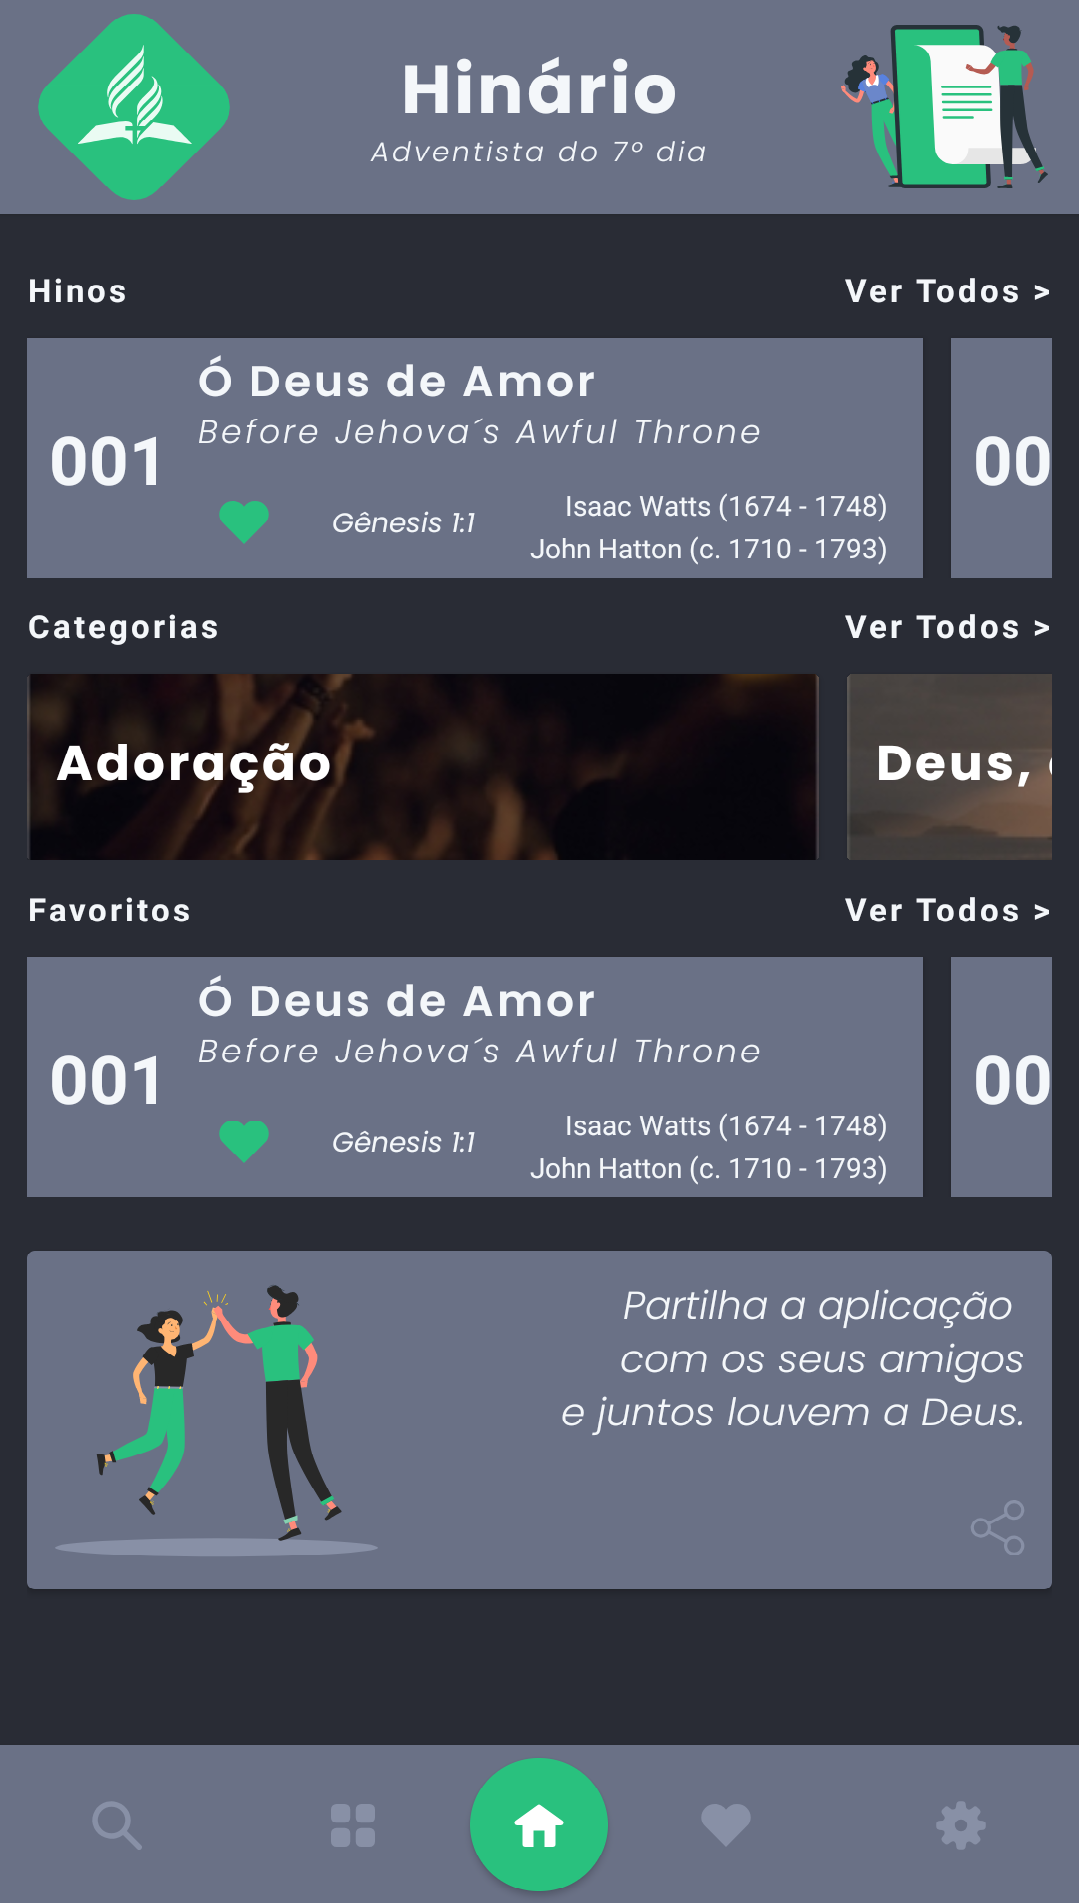 Hinário
Adventista do 7º dia
Hinos
Ver Todos >
001
Ó Deus de Amor
Before Jehova´s Awful Throne
Gênesis 1:1
Isaac Watts (1674 - 1748)
John Hatton (c. 1710 - 1793)
00
Categorias
Ver Todos >
Adoração
Deus,
Favoritos
Ver Todos >
001
Ó Deus de Amor
Before Jehova´s Awful Throne
Gênesis 1:1
Isaac Watts (1674 - 1748)
John Hatton (c. 1710 - 1793)
00
Partilha a aplicação
com os seus amigos
e juntos louvem a Deus.